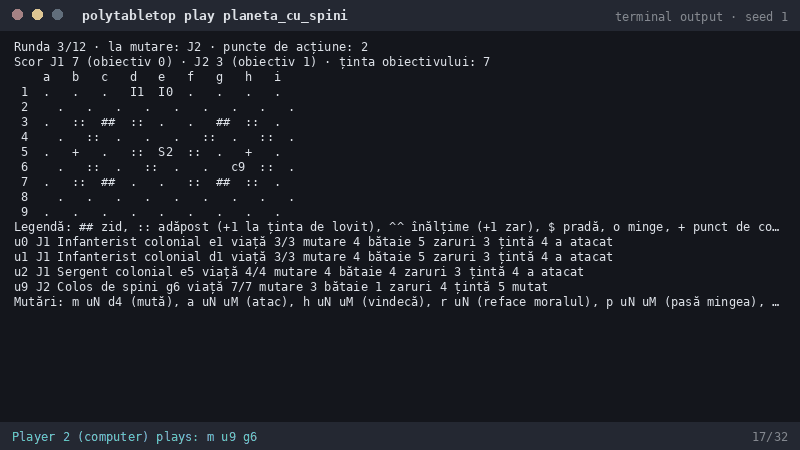 polytabletop play planeta_cu_spini
terminal output · seed 1
Runda 3/12 · la mutare: J2 · puncte de acțiune: 2
Scor J1 7 (obiectiv 0) · J2 3 (obiectiv 1) · ținta obiectivului: 7
a b c d e f g h i
1 . . . I1 I0 . . . .
2 . . . . . . . . .
3 . :: ## :: . . ## :: .
4 . :: . . . :: . :: .
5 . + . :: S2 :: . + .
6 . :: . :: . . c9 :: .
7 . :: ## . . :: ## :: .
8 . . . . . . . . .
9 . . . . . . . . .
Legendă: ## zid, :: adăpost (+1 la ținta de lovit), ^^ înălțime (+1 zar), $ pradă, o minge, + punct de co…
u0 J1 Infanterist colonial e1 viață 3/3 mutare 4 bătaie 5 zaruri 3 țintă 4 a atacat
u1 J1 Infanterist colonial d1 viață 3/3 mutare 4 bătaie 5 zaruri 3 țintă 4 a atacat
u2 J1 Sergent colonial e5 viață 4/4 mutare 4 bătaie 4 zaruri 3 țintă 4 a atacat
u9 J2 Colos de spini g6 viață 7/7 mutare 3 bătaie 1 zaruri 4 țintă 5 mutat
Mutări: m uN d4 (mută), a uN uM (atac), h uN uM (vindecă), r uN (reface moralul), p uN uM (pasă mingea), …
Player 2 (computer) plays: m u9 g6
17/32